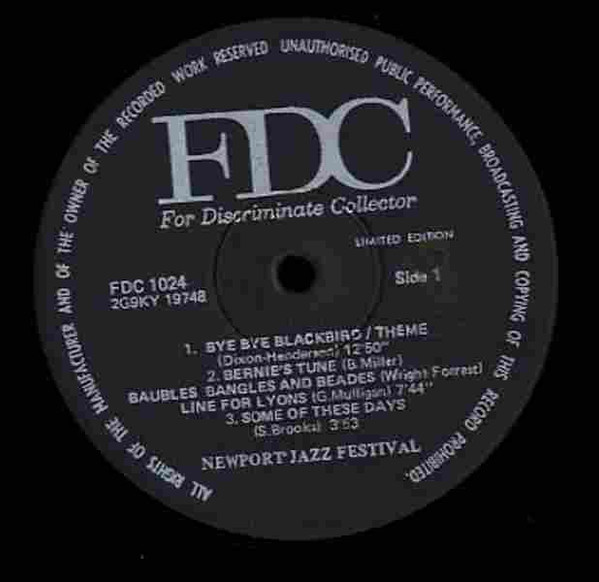 ALL RIGHTS OF THE MANUFACTURER AND OF THE OWNER OF THE RECORDED WORK RESERVED UNAUTHORISED PUBLIC PERFORMANCE, BROADCASTING AND COPYING OF THIS RECORD PROHIBITED.
FDC
For Discriminate Collector
LIMITED EDITION
FDC 1024
2G9KY 19748
Side 1
1. BYE BYE BLACKBIRD / THEME
(Dixon-Henderson) 12'50"
2. BERNIE'S TUNE (B.Miller)
BAUBLES, BANGLES AND BEADES (Wright Forrest)
LINE FOR LYONS (G.Mulligan) 7'44"
3. SOME OF THESE DAYS
(S.Brooks) 3'53
NEWPORT JAZZ FESTIVAL